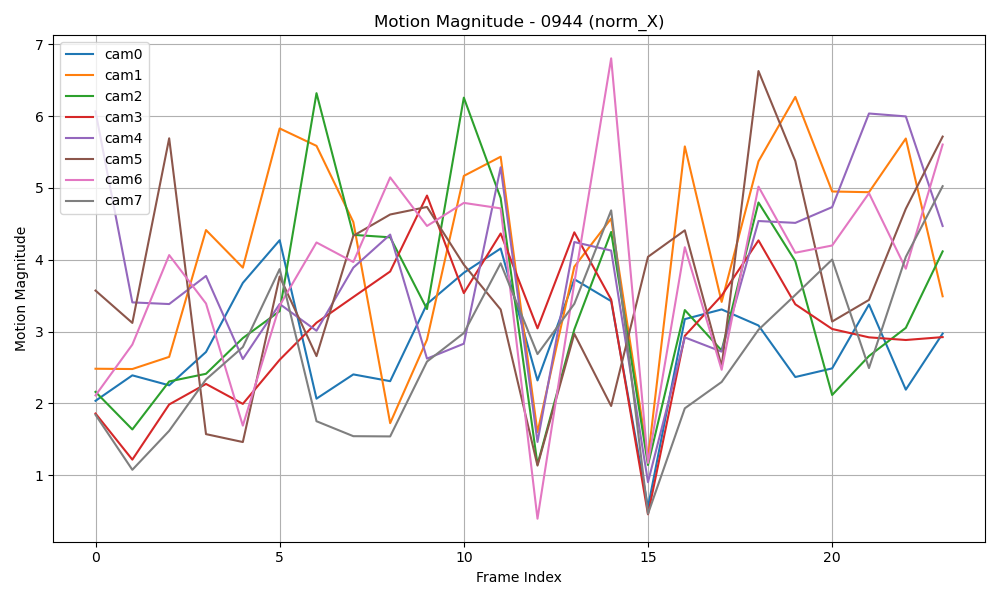 Motion Magnitude - 0944 (norm_X)
7
6
5
4
3
2
1
Motion Magnitude
cam0
cam1
cam2
cam3
cam4
cam5
cam6
cam7
0 5 10 15 20
Frame Index